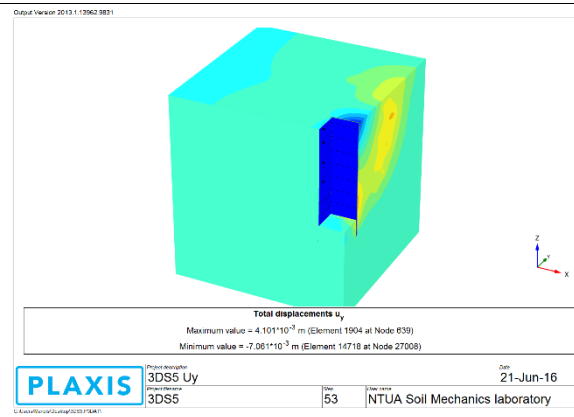 Output Version 2013.1.13962.9831
Z
Y
X
Total displacements uy
Maximum value = 4.101*10-3 m (Element 1904 at Node 639)
Minimum value = -7.061*10-3 m (Element 14718 at Node 27008)
PLAXIS
Project description
3DS5 Uy
Date
21-Jun-16
Project filename
3DS5
Step
53
User name
NTUA Soil Mechanics laboratory